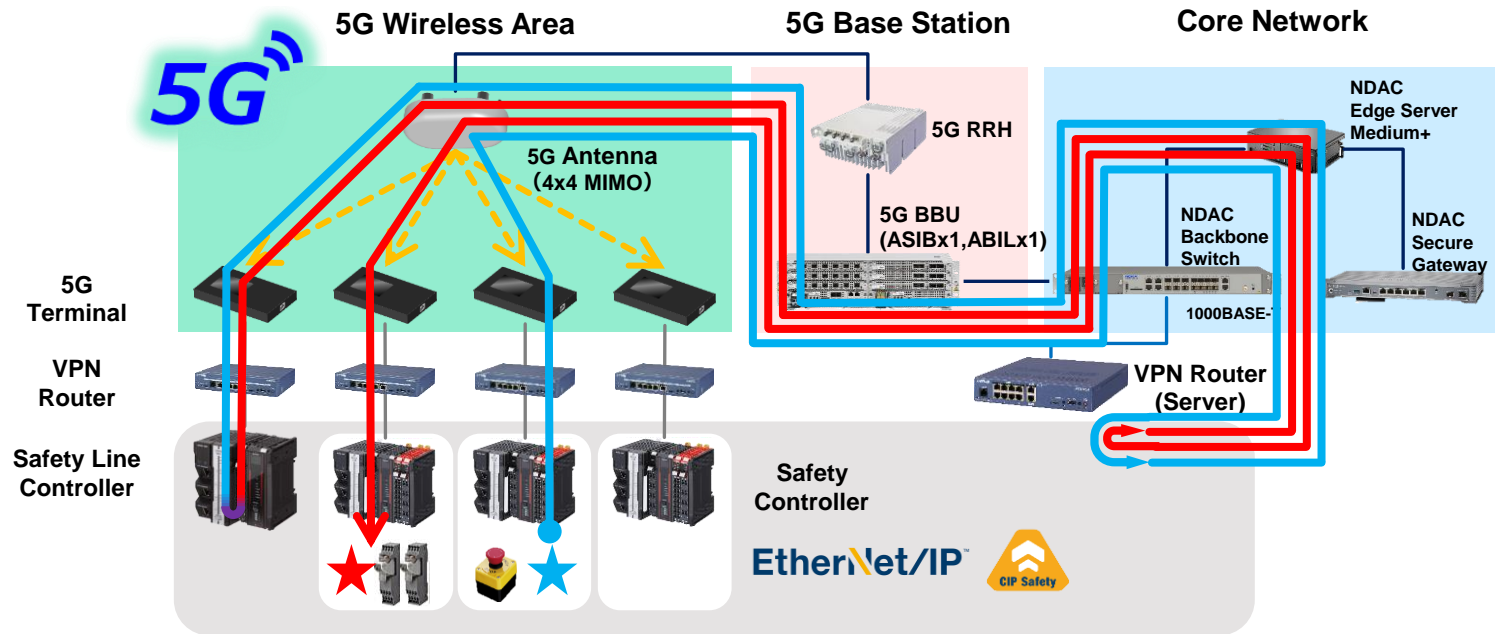 5G Wireless Area
5G Base Station
Core Network
5G
NDAC
Edge Server
Medium+
5G RRH
5G Antenna
(4x4 MIMO)
5G BBU
(ASIBx1,ABILx1)
NDAC
Backbone
Switch
NDAC
Secure
Gateway
5G
Terminal
1000BASE-T
VPN
Router
VPN Router
(Server)
Safety Line
Controller
Safety
Controller
EtherNet/IP™
CIP Safety